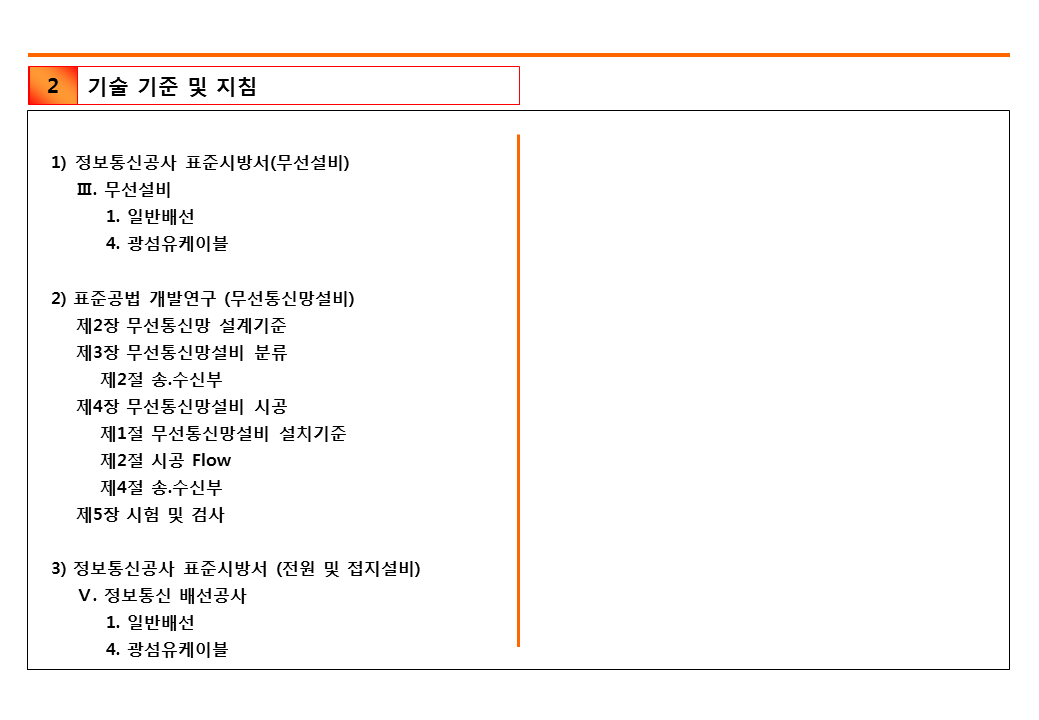 2 기술 기준 및 지침
1) 정보통신공사 표준시방서(무선설비)
Ⅲ. 무선설비
1. 일반배선
4. 광섬유케이블
2) 표준공법 개발연구 (무선통신망설비)
제2장 무선통신망 설계기준
제3장 무선통신망설비 분류
제2절 송.수신부
제4장 무선통신망설비 시공
제1절 무선통신망설비 설치기준
제2절 시공 Flow
제4절 송.수신부
제5장 시험 및 검사
3) 정보통신공사 표준시방서 (전원 및 접지설비)
Ⅴ. 정보통신 배선공사
1. 일반배선
4. 광섬유케이블